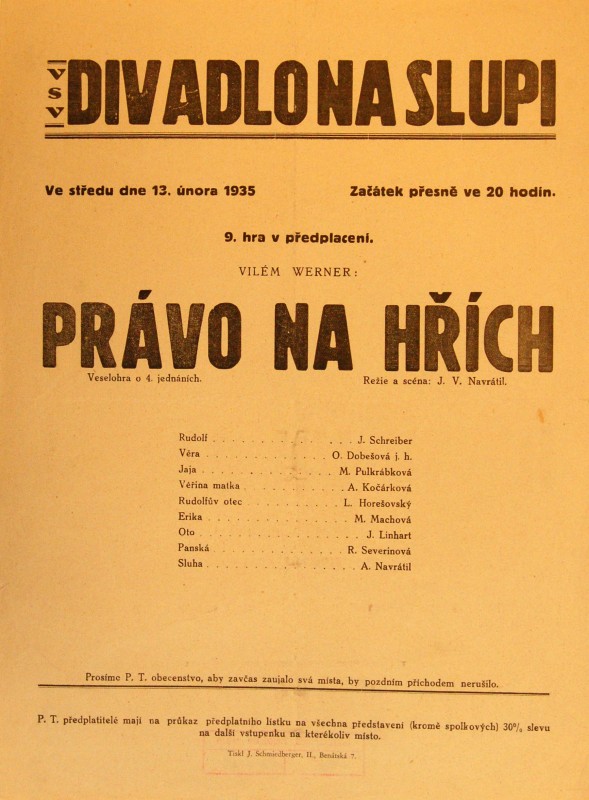 VSV DIVADLO NA SLUPI
Ve středu dne 13. února 1935 Začátek přesně ve 20 hodin.
9. hra v předplacení.
VILÉM WERNER:
PRÁVO NA HŘÍCH
Veselohra o 4. jednáních. Režie a scéna: J. V. Navrátil.
Rudolf . . . . . . . . . . . . . . J. Schreiber
Věra . . . . . . . . . . . . O. Dobešová j. h.
Jaja . . . . . . . . . . . . . M. Pulkrábková
Věřina matka . . . . . . . . . . A. Kočárková
Rudolfův otec . . . . . . . . . L. Horešovský
Erika . . . . . . . . . . . . . . M. Machová
Oto . . . . . . . . . . . . . . . J. Linhart
Panská . . . . . . . . . . . . . R. Severinová
Sluha . . . . . . . . . . . . . . A. Navrátil
Prosíme P. T. obecenstvo, aby zavčas zaujalo svá místa, by pozdním příchodem nerušilo.
P. T. předplatitelé mají na průkaz předplatního lístku na všechna představení (kromě spolkových) 30% slevu
na další vstupenku na kterékoliv místo.
Tiskl J. Schmiedberger, II., Benátská 7.